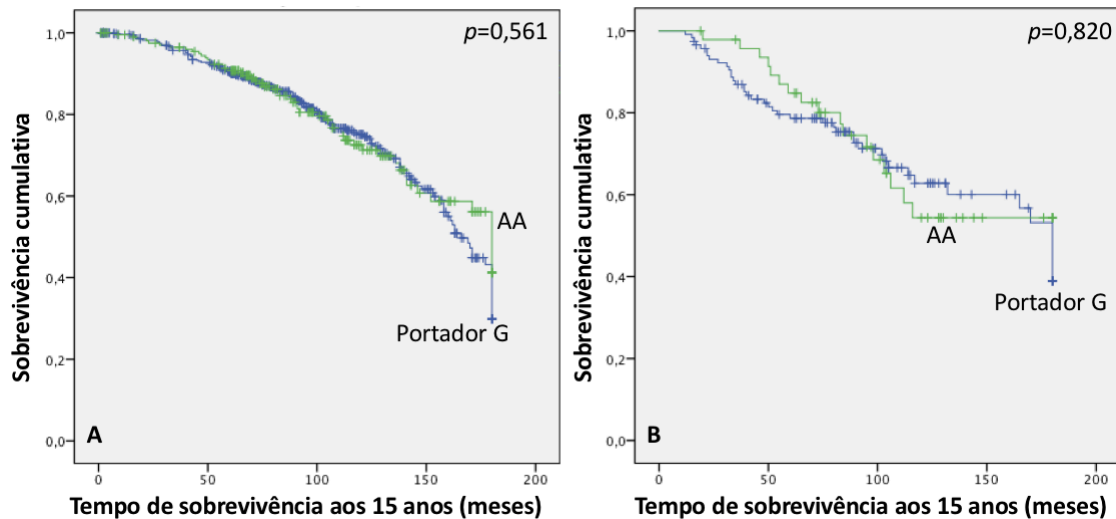 p=0,561
1,0
0,8
0,6
0,4
0,2
0,0
Sobrevivência cumulativa
AA
Portador G
A
0
50
100
150
200
Tempo de sobrevivência aos 15 anos (meses)
p=0,820
1,0
0,8
0,6
0,4
0,2
0,0
Sobrevivência cumulativa
AA
Portador G
B
0
50
100
150
200
Tempo de sobrevivência aos 15 anos (meses)